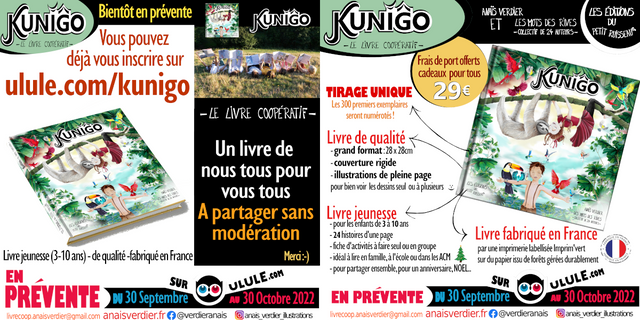 KUNIGO
- LE LIVRE COOPÉRATIF -
Bientôt en prévente
Vous pouvez
déjà vous inscrire sur
ulule.com/kunigo
KUNIGO
Livre jeunesse (3-10 ans) - de qualité -fabriqué en France
- LE LIVRE COOPÉRATIF -
Un livre de
nous tous pour
vous tous
A partager sans
modération
Merci :-)
EN
PRÉVENTE
SUR
ULULE.com
DU 30 Septembre
AU 30 Octobre 2022
livrecoop.anaisverdier@gmail.com anaisverdier.fr @verdieranais anais_verdier_illustrations
KUNIGO
- LE LIVRE COOPÉRATIF -
ANAÏS VERDIER
ET
LES MOTS DES RÊVES
- COLLECTIF DE 24 AUTEURS -
LES ÉDITIONS
DU
PETIT RUISSEAU
Frais de port offerts
cadeaux pour tous
29€
TIRAGE UNIQUE
Les 300 premiers exemplaires
seront numérotés !
Livre de qualité
- grand format : 28 x 28cm
- couverture rigide
- illustrations de pleine page
pour bien voir les dessins seul ou à plusieurs
Livre jeunesse
- pour les enfants de 3 à 10 ans
- 24 histoires d'une page
- fiche d'activités à faire seul ou en groupe
- idéal à lire en famille, à l'école ou dans les ACM
- pour partager ensemble, pour un anniversaire, NOËL..
KUNIGO
Livre fabriqué en France
par une imprimerie labellisée Imprim'vert
sur du papier issu de forêts gérées durablement
EN PRÉVENTE
SUR
ULULE.com
DU 30 Septembre
AU 30 Octobre 2022
livrecoop.anaisverdier@gmail.com anaisverdier.fr @verdieranais anais_verdier_illustrations